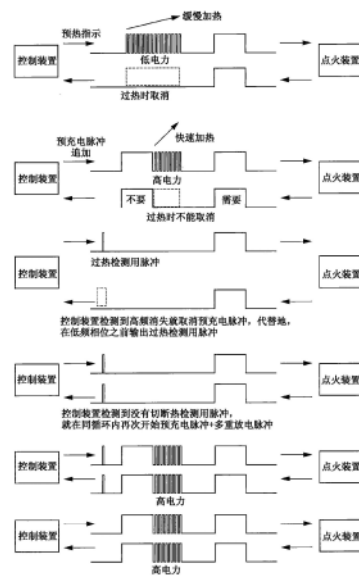 缓慢加热
预热指示
控制装置
低电力
点火装置
过热时取消
快速加热
预充电脉冲
追加
控制装置
高电力
点火装置
不要
需要
过热时不能取消
过热检测用脉冲
控制装置
点火装置
控制装置检测到高频消失就取消预充电脉冲，代替地，
在低频相位之前输出过热检测用脉冲
控制装置
点火装置
控制装置检测到没有切断热检测用脉冲，
就在同循环内再次开始预充电脉冲+多重放电脉冲
控制装置
点火装置
高电力
控制装置
点火装置
高电力